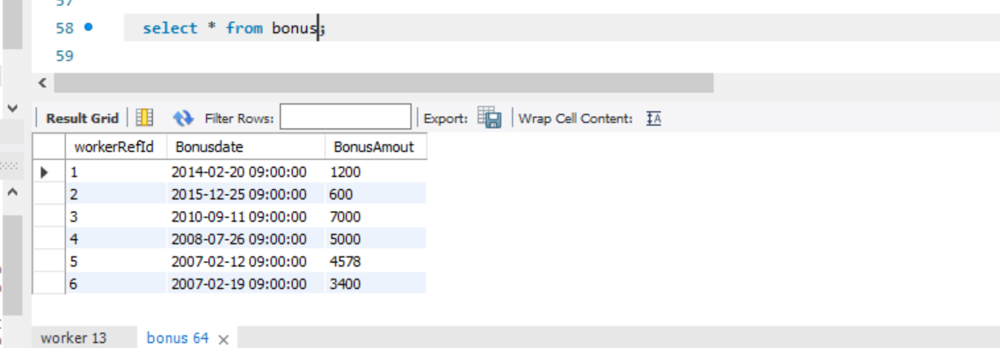 57
58 select * from bonus;
59
Result Grid Filter Rows: Export: Wrap Cell Content:
workerRefId Bonusdate BonusAmout
1 2014-02-20 09:00:00 1200
2 2015-12-25 09:00:00 600
3 2010-09-11 09:00:00 7000
4 2008-07-26 09:00:00 5000
5 2007-02-12 09:00:00 4578
6 2007-02-19 09:00:00 3400
worker 13 bonus 64